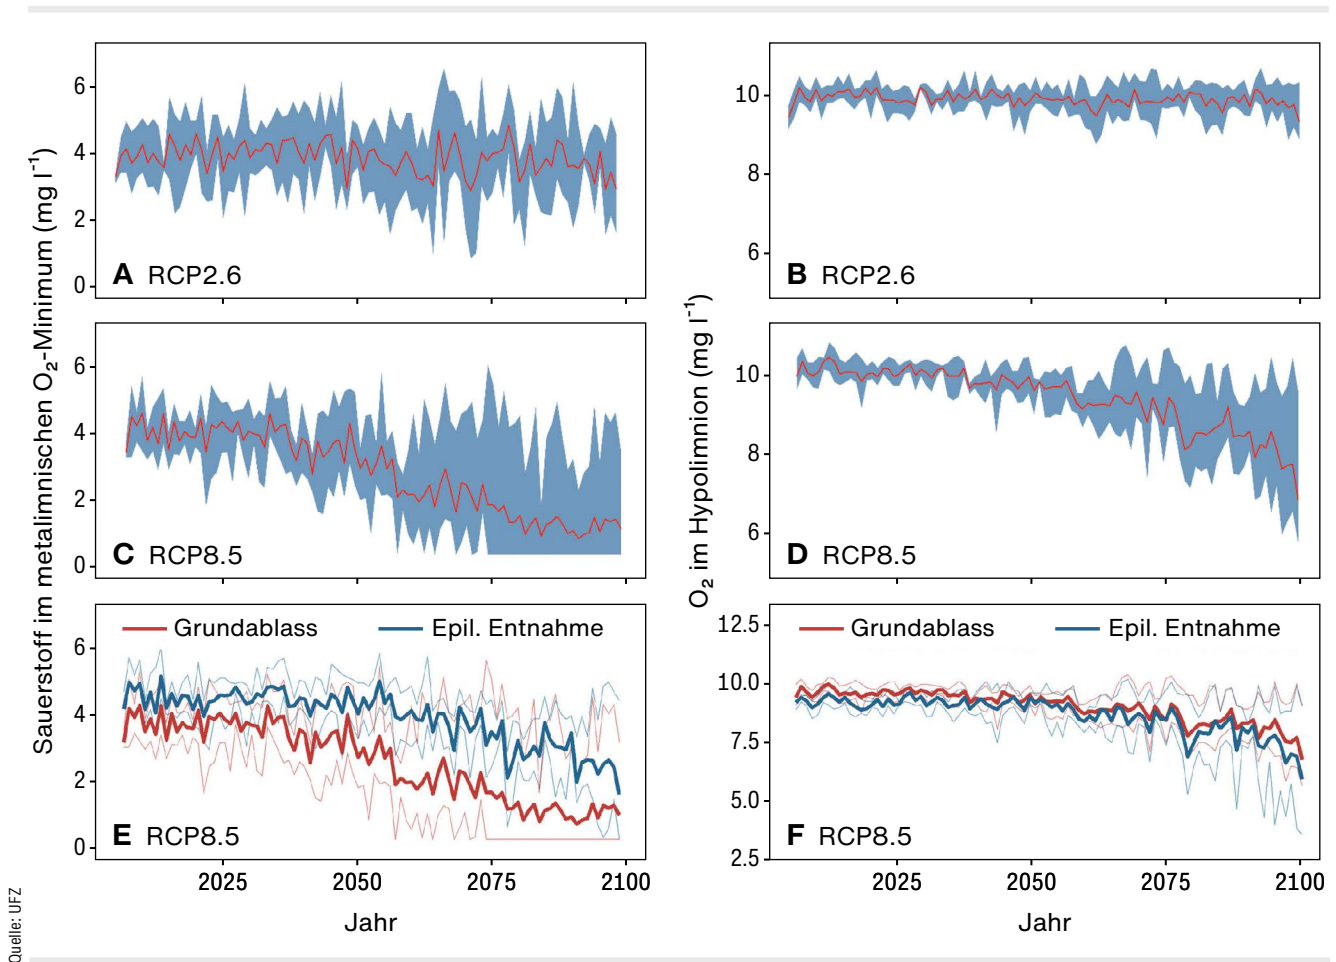 Sauerstoff im metalimnischen O₂-Minimum (mg l⁻¹)
6
4
2
0
A RCP2.6
O₂ im Hypolimnion (mg l⁻¹)
10
8
6
B RCP2.6
6
4
2
0
C RCP8.5
10
8
6
D RCP8.5
Grundablass Epil. Entnahme
6
4
2
0
E RCP8.5
2025 2050 2075 2100
Jahr
Grundablass Epil. Entnahme
12.5
10.0
7.5
5.0
2.5
F RCP8.5
2025 2050 2075 2100
Jahr
Quelle: UFZ